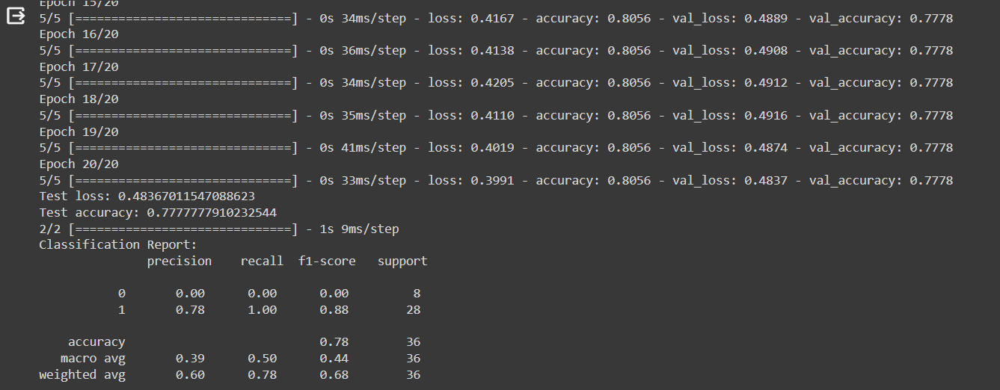 Epoch 15/20
5/5 [==============================] - 0s 34ms/step - loss: 0.4167 - accuracy: 0.8056 - val_loss: 0.4889 - val_accuracy: 0.7778
Epoch 16/20
5/5 [==============================] - 0s 36ms/step - loss: 0.4138 - accuracy: 0.8056 - val_loss: 0.4908 - val_accuracy: 0.7778
Epoch 17/20
5/5 [==============================] - 0s 34ms/step - loss: 0.4205 - accuracy: 0.8056 - val_loss: 0.4912 - val_accuracy: 0.7778
Epoch 18/20
5/5 [==============================] - 0s 35ms/step - loss: 0.4110 - accuracy: 0.8056 - val_loss: 0.4916 - val_accuracy: 0.7778
Epoch 19/20
5/5 [==============================] - 0s 41ms/step - loss: 0.4019 - accuracy: 0.8056 - val_loss: 0.4874 - val_accuracy: 0.7778
Epoch 20/20
5/5 [==============================] - 0s 33ms/step - loss: 0.3991 - accuracy: 0.8056 - val_loss: 0.4837 - val_accuracy: 0.7778
Test loss: 0.48367011547088623
Test accuracy: 0.7777777910232544
2/2 [==============================] - 1s 9ms/step
Classification Report:
precision recall f1-score support
0 0.00 0.00 0.00 8
1 0.78 1.00 0.88 28
accuracy 0.78 36
macro avg 0.39 0.50 0.44 36
weighted avg 0.60 0.78 0.68 36